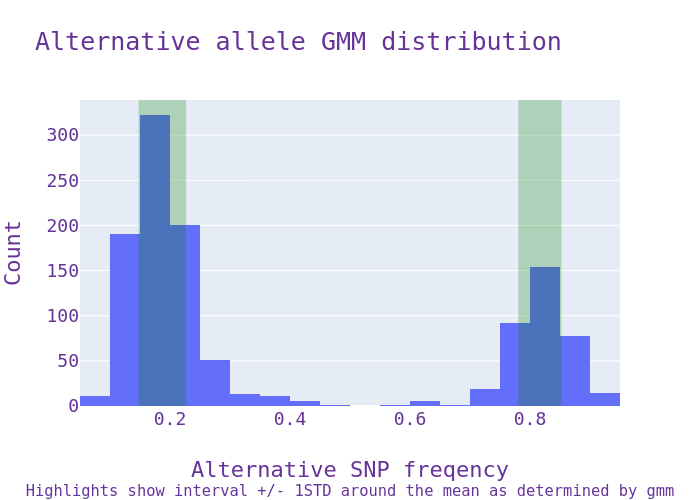 Alternative allele GMM distribution
Count
300
250
200
150
100
50
0
0.2 0.4 0.6 0.8
Alternative SNP freqency
Highlights show interval +/- 1STD around the mean as determined by gmm